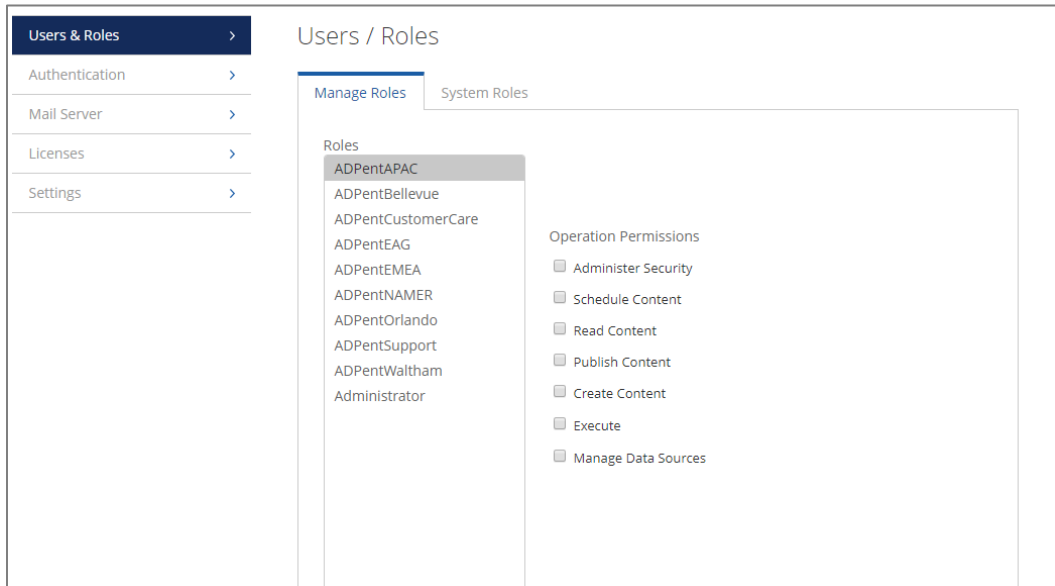 Users & Roles
Authentication
Mail Server
Licenses
Settings
Users / Roles
Manage Roles
System Roles
Roles
ADPentAPAC
ADPentBellevue
ADPentCustomerCare
ADPentEAG
ADPentEMEA
ADPentNAMER
ADPentOrlando
ADPentSupport
ADPentWaltham
Administrator
Operation Permissions
Administer Security
Schedule Content
Read Content
Publish Content
Create Content
Execute
Manage Data Sources